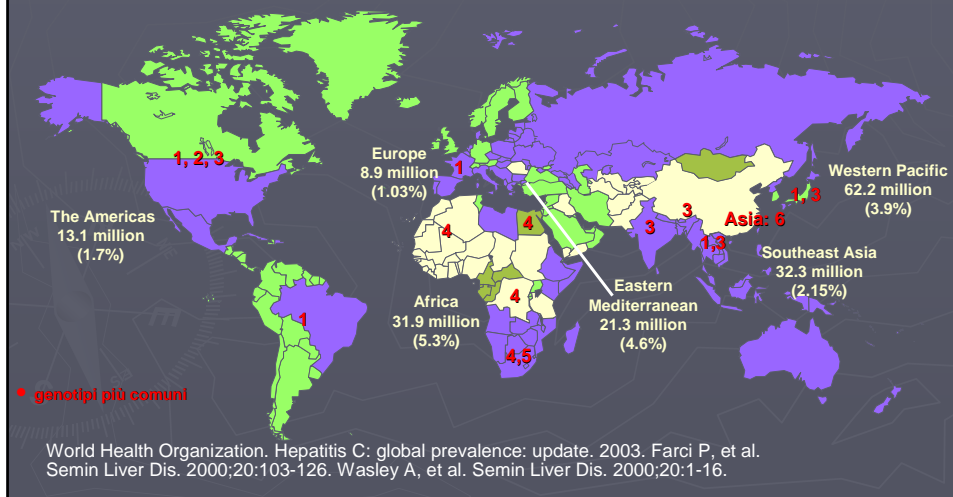 1, 2, 3
The Americas
13.1 million
(1.7%)
1
Europe
8.9 million
(1.03%)
1
4
4
4
4,5
Africa
31.9 million
(5.3%)
Eastern
Mediterranean
21.3 million
(4.6%)
3
3
1,3
Asia: 6
1, 3
Western Pacific
62.2 million
(3.9%)
Southeast Asia
32.3 million
(2.15%)
genotipi più comuni
World Health Organization. Hepatitis C: global prevalence: update. 2003. Farci P, et al.
Semin Liver Dis. 2000;20:103-126. Wasley A, et al. Semin Liver Dis. 2000;20:1-16.